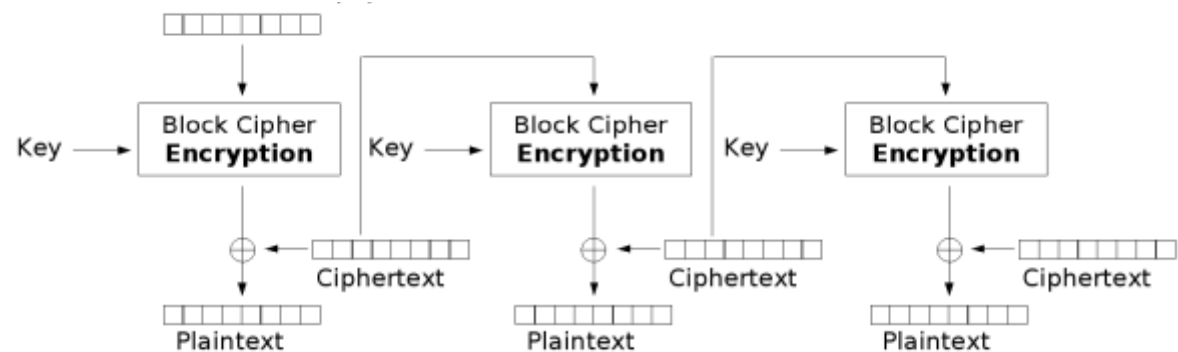 Block Cipher
Encryption
Key
Block Cipher
Encryption
Key
Block Cipher
Encryption
Key
Ciphertext
Ciphertext
Ciphertext
Plaintext
Plaintext
Plaintext